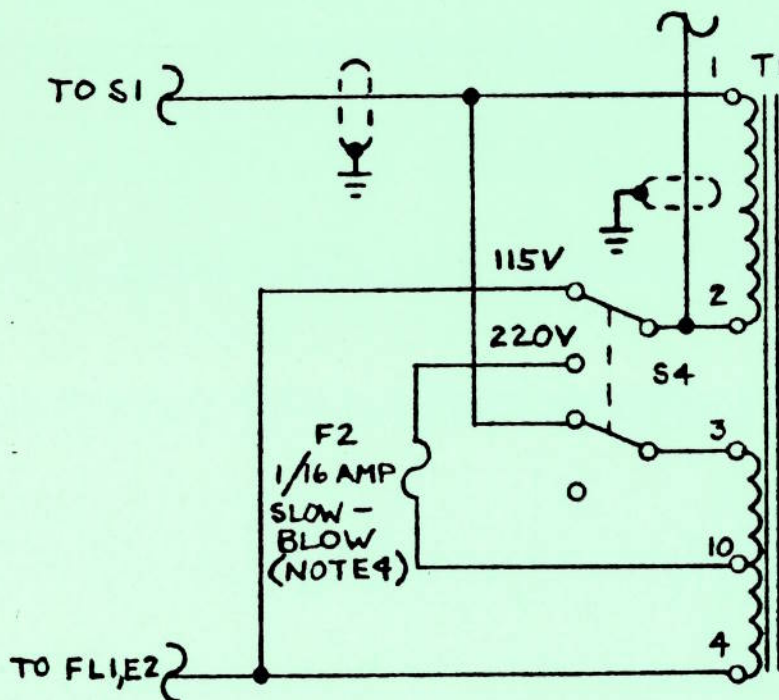 1 T1
TO S1
115V
2
220V
S4
3
F2
1/16 AMP
SLOW-
BLOW
(NOTE4)
10
4
TO FL1,E2